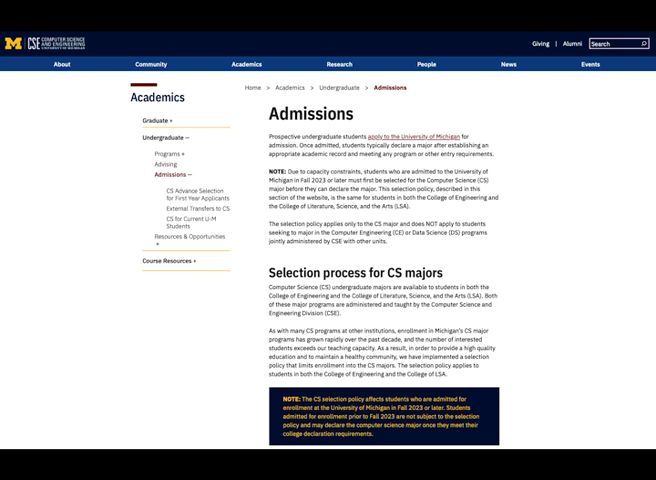 M CSE COMPUTER SCIENCE
AND ENGINEERING
UNIVERSITY OF MICHIGAN
Giving | Alumni Search
About Community Academics Research People News Events
Home > Academics > Undergraduate > Admissions
Academics
Graduate +
Undergraduate —
Programs +
Advising
Admissions —
CS Advance Selection
for First Year Applicants
External Transfers to CS
CS for Current U-M
Students
Resources & Opportunities
+
Course Resources +
Admissions
Prospective undergraduate students apply to the University of Michigan for
admission. Once admitted, students typically declare a major after establishing an
appropriate academic record and meeting any program or other entry requirements.
NOTE: Due to capacity constraints, students who are admitted to the University of
Michigan in Fall 2023 or later must first be selected for the Computer Science (CS)
major before they can declare the major. This selection policy, described in this
section of the website, is the same for students in both the College of Engineering and
the College of Literature, Science, and the Arts (LSA).
The selection policy applies only to the CS major and does NOT apply to students
seeking to major in the Computer Engineering (CE) or Data Science (DS) programs
jointly administered by CSE with other units.
Selection process for CS majors
Computer Science (CS) undergraduate majors are available to students in both the
College of Engineering and the College of Literature, Science, and the Arts (LSA). Both
of these major programs are administered and taught by the Computer Science and
Engineering Division (CSE).
As with many CS programs at other institutions, enrollment in Michigan's CS major
programs has grown rapidly over the past decade, and the number of interested
students exceeds our teaching capacity. As a result, in order to provide a high quality
education and to maintain a healthy community, we have implemented a selection
policy that limits enrollment into the CS majors. The selection policy applies to
students in both the College of Engineering and the College of LSA.
NOTE: The CS selection policy affects students who are admitted for
enrollment at the University of Michigan in Fall 2023 or later. Students
admitted for enrollment prior to Fall 2023 are not subject to the selection
policy and may declare the computer science major once they meet their
college declaration requirements.